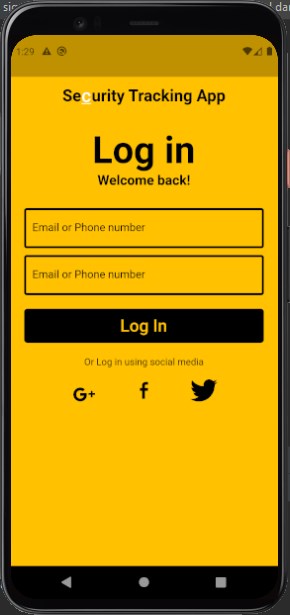 1:29
Security Tracking App
Log in
Welcome back!
Email or Phone number
Email or Phone number
Log In
Or Log in using social media
G+
f